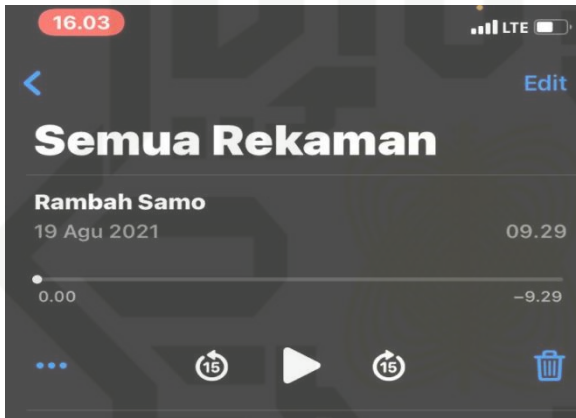 16.03 LTE
Edit
Semua Rekaman
Rambah Samo
19 Agu 2021 09.29
0.00 −9.29
15 15